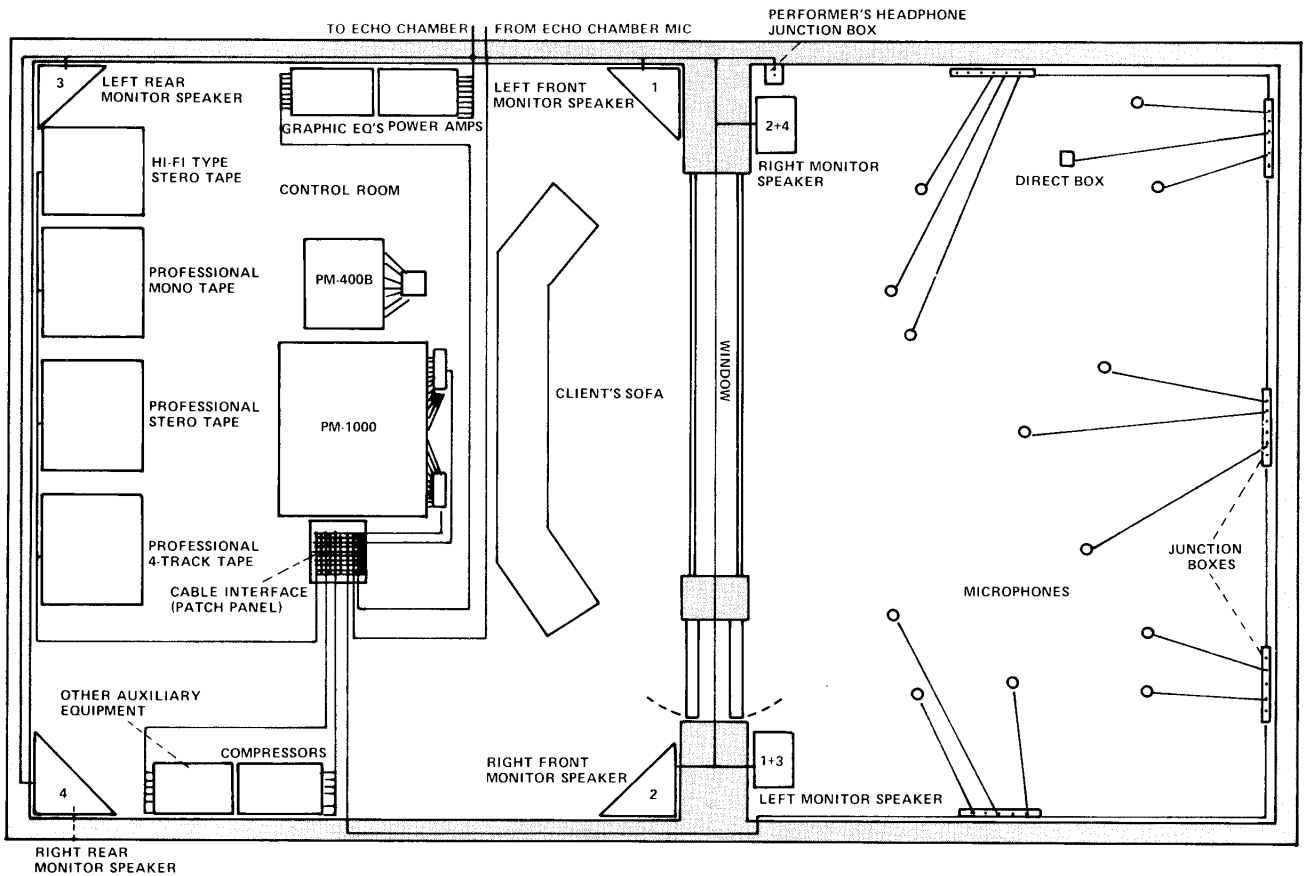 TO ECHO CHAMBER
FROM ECHO CHAMBER MIC
PERFORMER'S HEADPHONE
JUNCTION BOX
3
LEFT REAR
MONITOR SPEAKER
GRAPHIC EQ'S
POWER AMPS
LEFT FRONT
MONITOR SPEAKER
1
2+4
RIGHT MONITOR
SPEAKER
DIRECT BOX
HI-FI TYPE
STERO TAPE
CONTROL ROOM
PROFESSIONAL
MONO TAPE
PM-400B
PROFESSIONAL
STERO TAPE
PM-1000
CLIENT'S SOFA
WINDOW
PROFESSIONAL
4-TRACK TAPE
CABLE INTERFACE
(PATCH PANEL)
MICROPHONES
JUNCTION
BOXES
OTHER AUXILIARY
EQUIPMENT
COMPRESSORS
4
RIGHT FRONT
MONITOR SPEAKER
2
1+3
LEFT MONITOR SPEAKER
RIGHT REAR
MONITOR SPEAKER